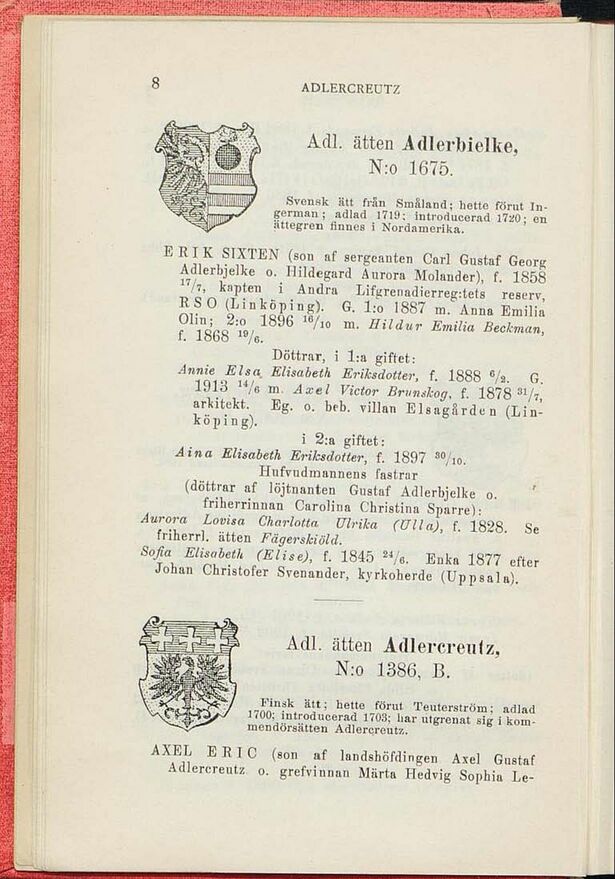 8
ADLERCREUTZ
Adl. ätten Adlerbielke,
N:o 1675.
Svensk ätt från Småland; hette förut In-
german; adlad 1719; introducerad 1720; en
ättegren finnes i Nordamerika.
ERIK SIXTEN (son af sergeanten Carl Gustaf Georg
Adlerbjelke o. Hildegard Aurora Molander), f. 1858
17/7, kapten i Andra Lifgrenadierreg:tets reserv,
RSO (Linköping). G. 1:o 1887 m. Anna Emilia
Olin; 2:o 1896 16/10 m. Hildur Emilia Beckman,
f. 1868 19/6.
Döttrar, i 1:a giftet:
Annie Elsa Elisabeth Eriksdotter, f. 1888 6/2. G.
1913 14/6 m. Axel Victor Brunskog, f. 1878 31/7,
arkitekt. Eg. o. beb. villan Elsagården (Lin-
köping).
i 2:a giftet:
Aina Elisabeth Eriksdotter, f. 1897 30/10.
Hufvudmannens fastrar
(döttrar af löjtnanten Gustaf Adlerbjelke o.
friherrinnan Carolina Christina Sparre):
Aurora Lovisa Charlotta Ulrika (Ulla), f. 1828. Se
friherrl. ätten Fägerskiöld.
Sofia Elisabeth (Elise), f. 1845 24/6. Enka 1877 efter
Johan Christofer Svenander, kyrkoherde (Uppsala).
Adl. ätten Adlercreutz,
N:o 1386, B.
Finsk ätt; hette förut Teuterström; adlad
1700; introducerad 1703; har utgrenat sig i kom-
mendörsätten Adlercreutz.
AXEL ERIC (son af landshöfdingen Axel Gustaf
Adlercreutz o. grefvinnan Märta Hedvig Sophia Le-